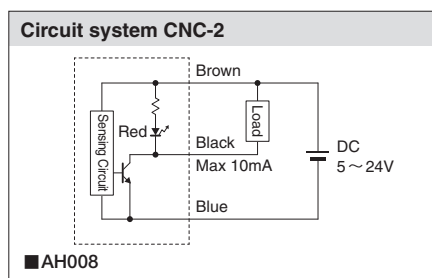 Circuit system CNC-2
Brown
Sensing Circuit
Red
Load
Black
Max 10mA
DC
5～24V
Blue
■AH008